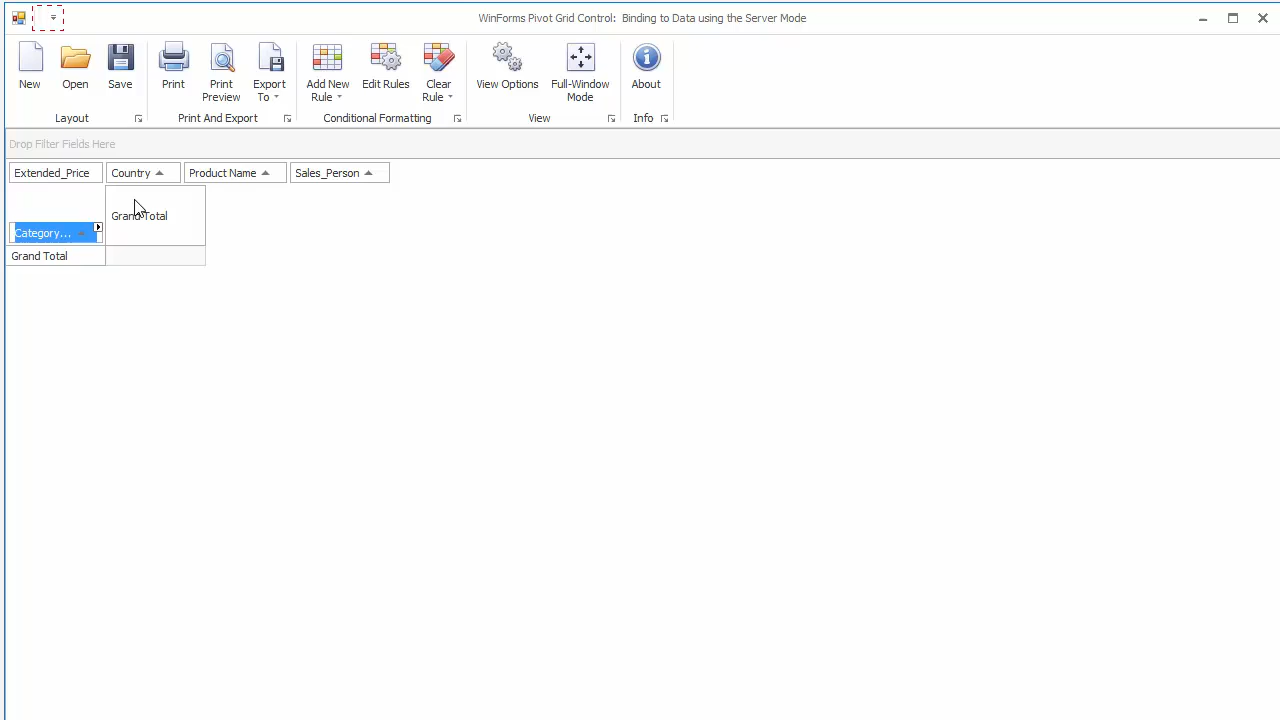 WinForms Pivot Grid Control: Binding to Data using the Server Mode
New Open Save Print Print Preview Export To Add New Rule Edit Rules Clear Rule View Options Full-Window Mode About
Layout Print And Export Conditional Formatting View Info
Drop Filter Fields Here
Extended_Price Country Product Name Sales_Person
Grand Total
Category...
Grand Total